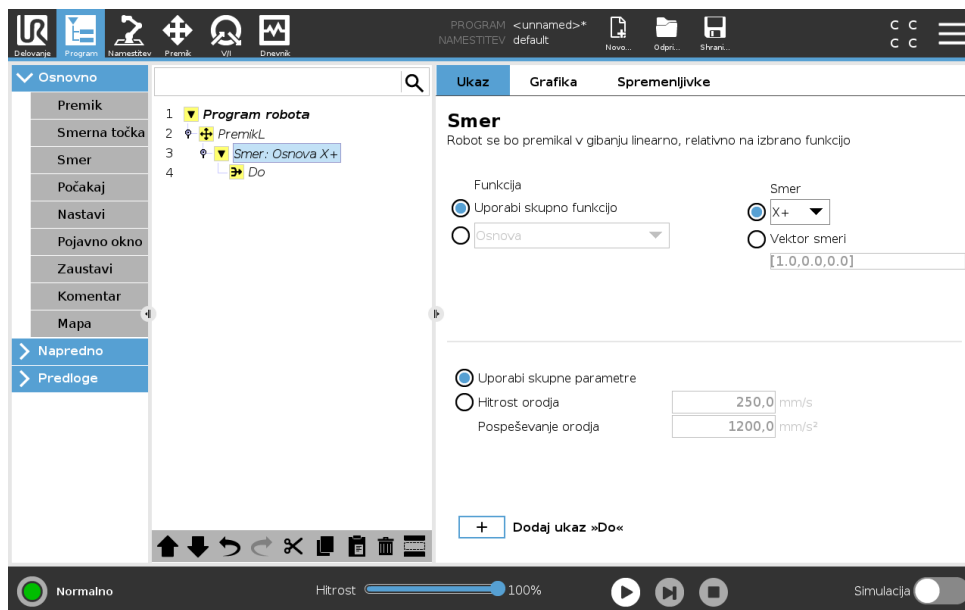 UR
Delovanje
Program
Namestitev
Premik
V/I
Dnevnik
PROGRAM <unnamed>*
NAMESTITEV default
Novo...
Odpri...
Shrani...
C C
C C
Osnovno
Premik
Smerna točka
Smer
Počakaj
Nastavi
Pojavno okno
Zaustavi
Komentar
Mapa
Napredno
Predloge
1 Program robota
2 PremikL
3 Smer: Osnova X+
4 Do
Ukaz Grafika Spremenljivke
Smer
Robot se bo premikal v gibanju linearno, relativno na izbrano funkcijo
Funkcija
Uporabi skupno funkcijo
Osnova
Smer
X+
Vektor smeri
[1.0,0.0,0.0]
Uporabi skupne parametre
Hitrost orodja 250,0 mm/s
Pospeševanje orodja 1200,0 mm/s²
+ Dodaj ukaz »Do«
Normalno
Hitrost 100%
Simulacija